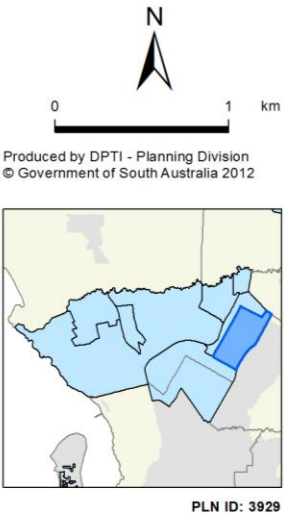 N
0 1 km
Produced by DPTI - Planning Division
© Government of South Australia 2012
PLN ID: 3929